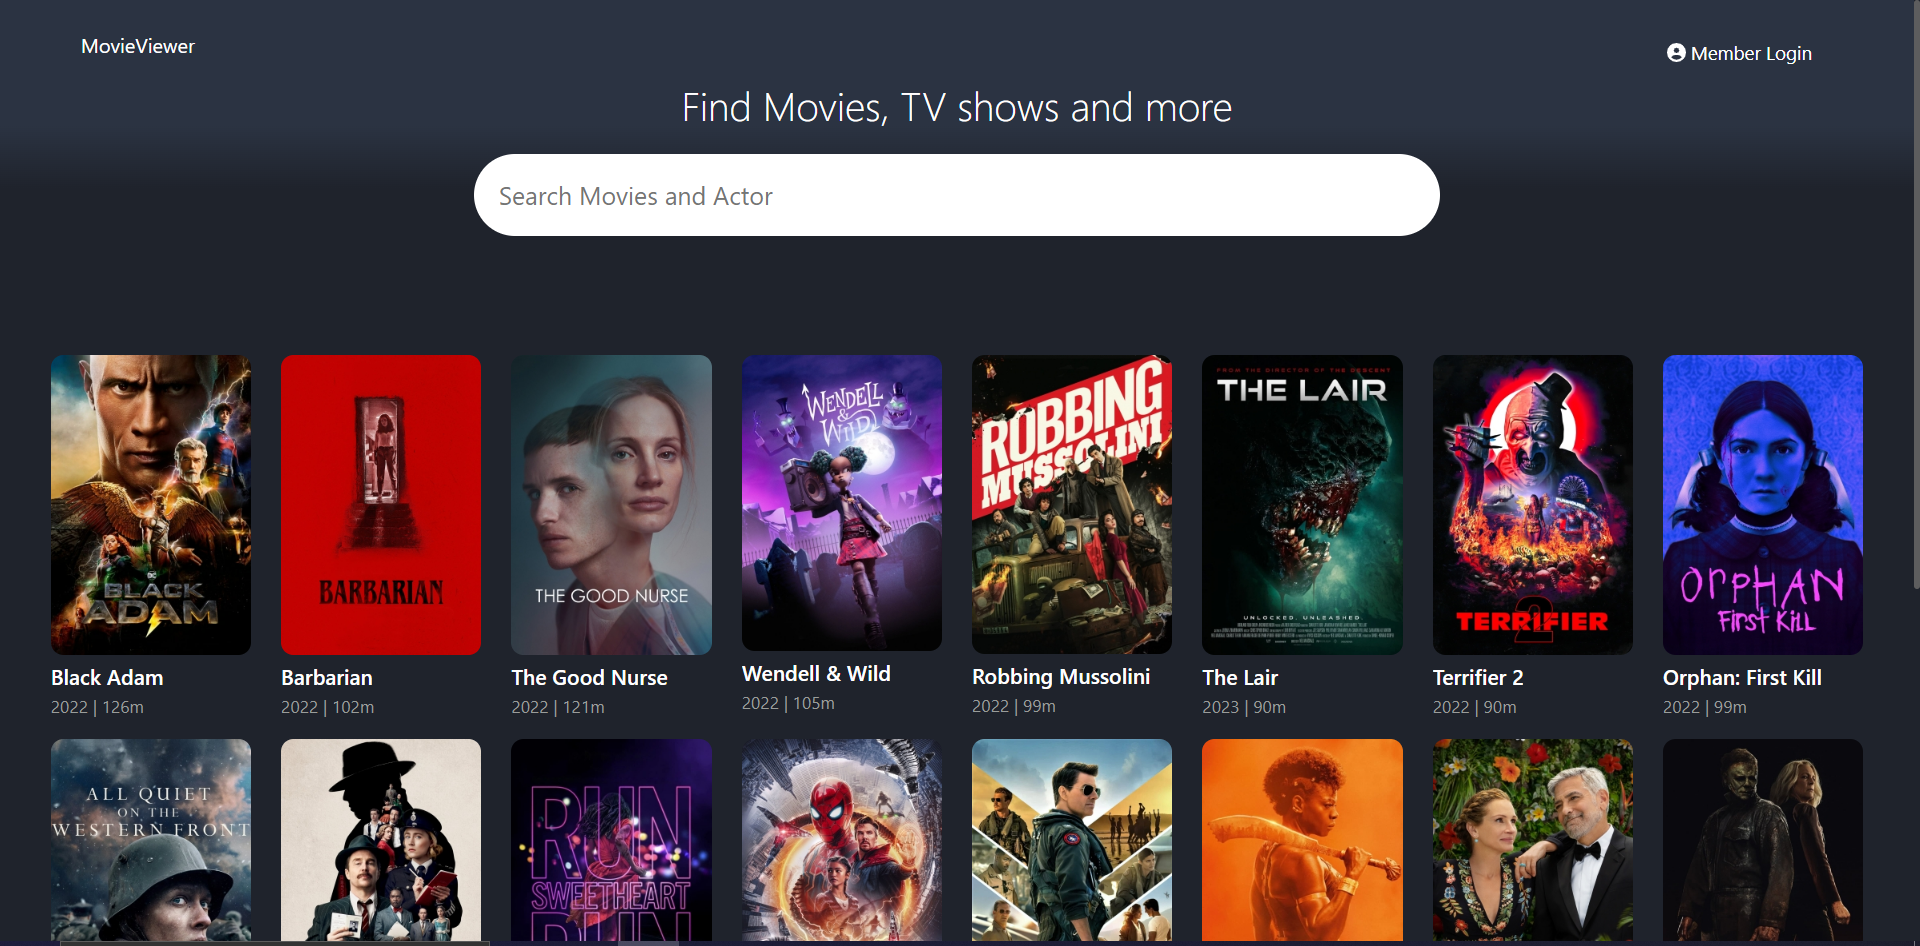 MovieViewer
Member Login
Find Movies, TV shows and more
Search Movies and Actor
BLACK
ADAM
BARBARIAN
THE GOOD NURSE
WENDELL
&
WILD
ROBBING
MUSSOLINI
FROM THE DIRECTOR OF THE DESCENT
THE LAIR
UNLOCKED. UNLEASHED.
TERRIFIER
2
ORPHAN
First Kill
Black Adam
2022 | 126m
Barbarian
2022 | 102m
The Good Nurse
2022 | 121m
Wendell & Wild
2022 | 105m
Robbing Mussolini
2022 | 99m
The Lair
2023 | 90m
Terrifier 2
2022 | 90m
Orphan: First Kill
2022 | 99m
ALL QUIET
ON THE
WESTERN FRONT
RUN
SWEETHEART
RUN